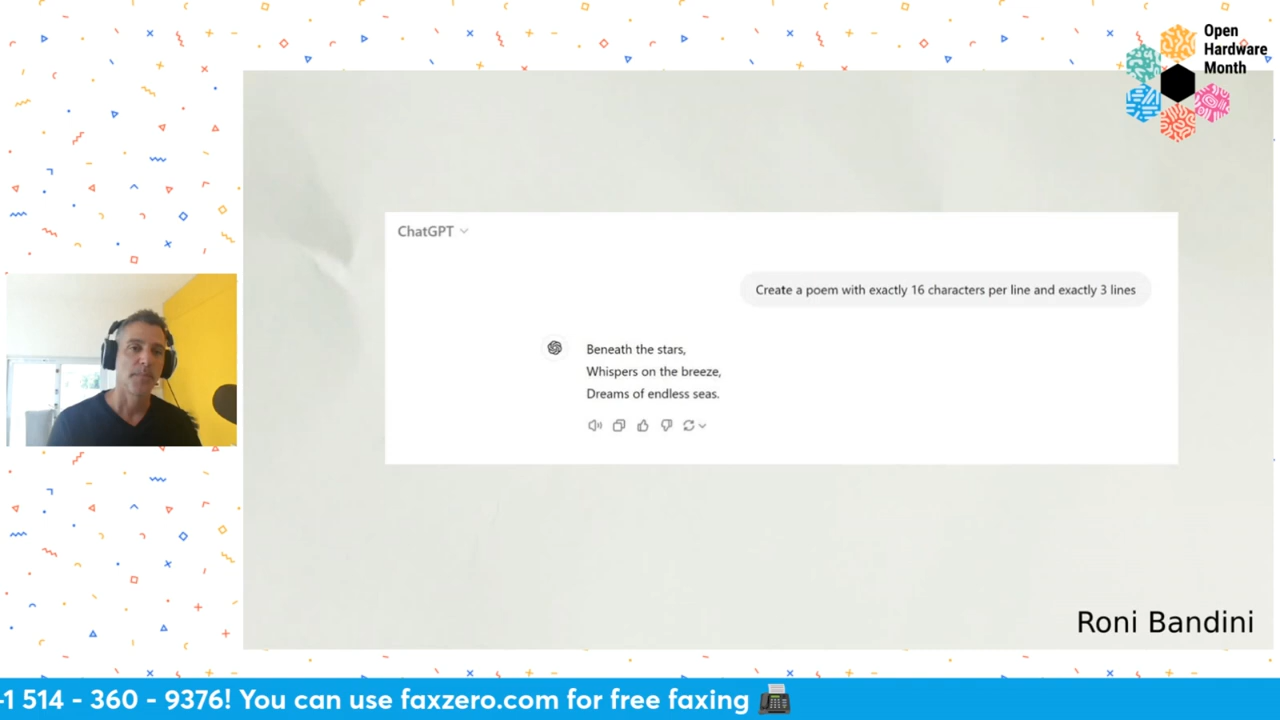 Open
Hardware
Month
ChatGPT
Create a poem with exactly 16 characters per line and exactly 3 lines
Beneath the stars,
Whispers on the breeze,
Dreams of endless seas.
Roni Bandini
-1 514 - 360 - 9376! You can use faxzero.com for free faxing